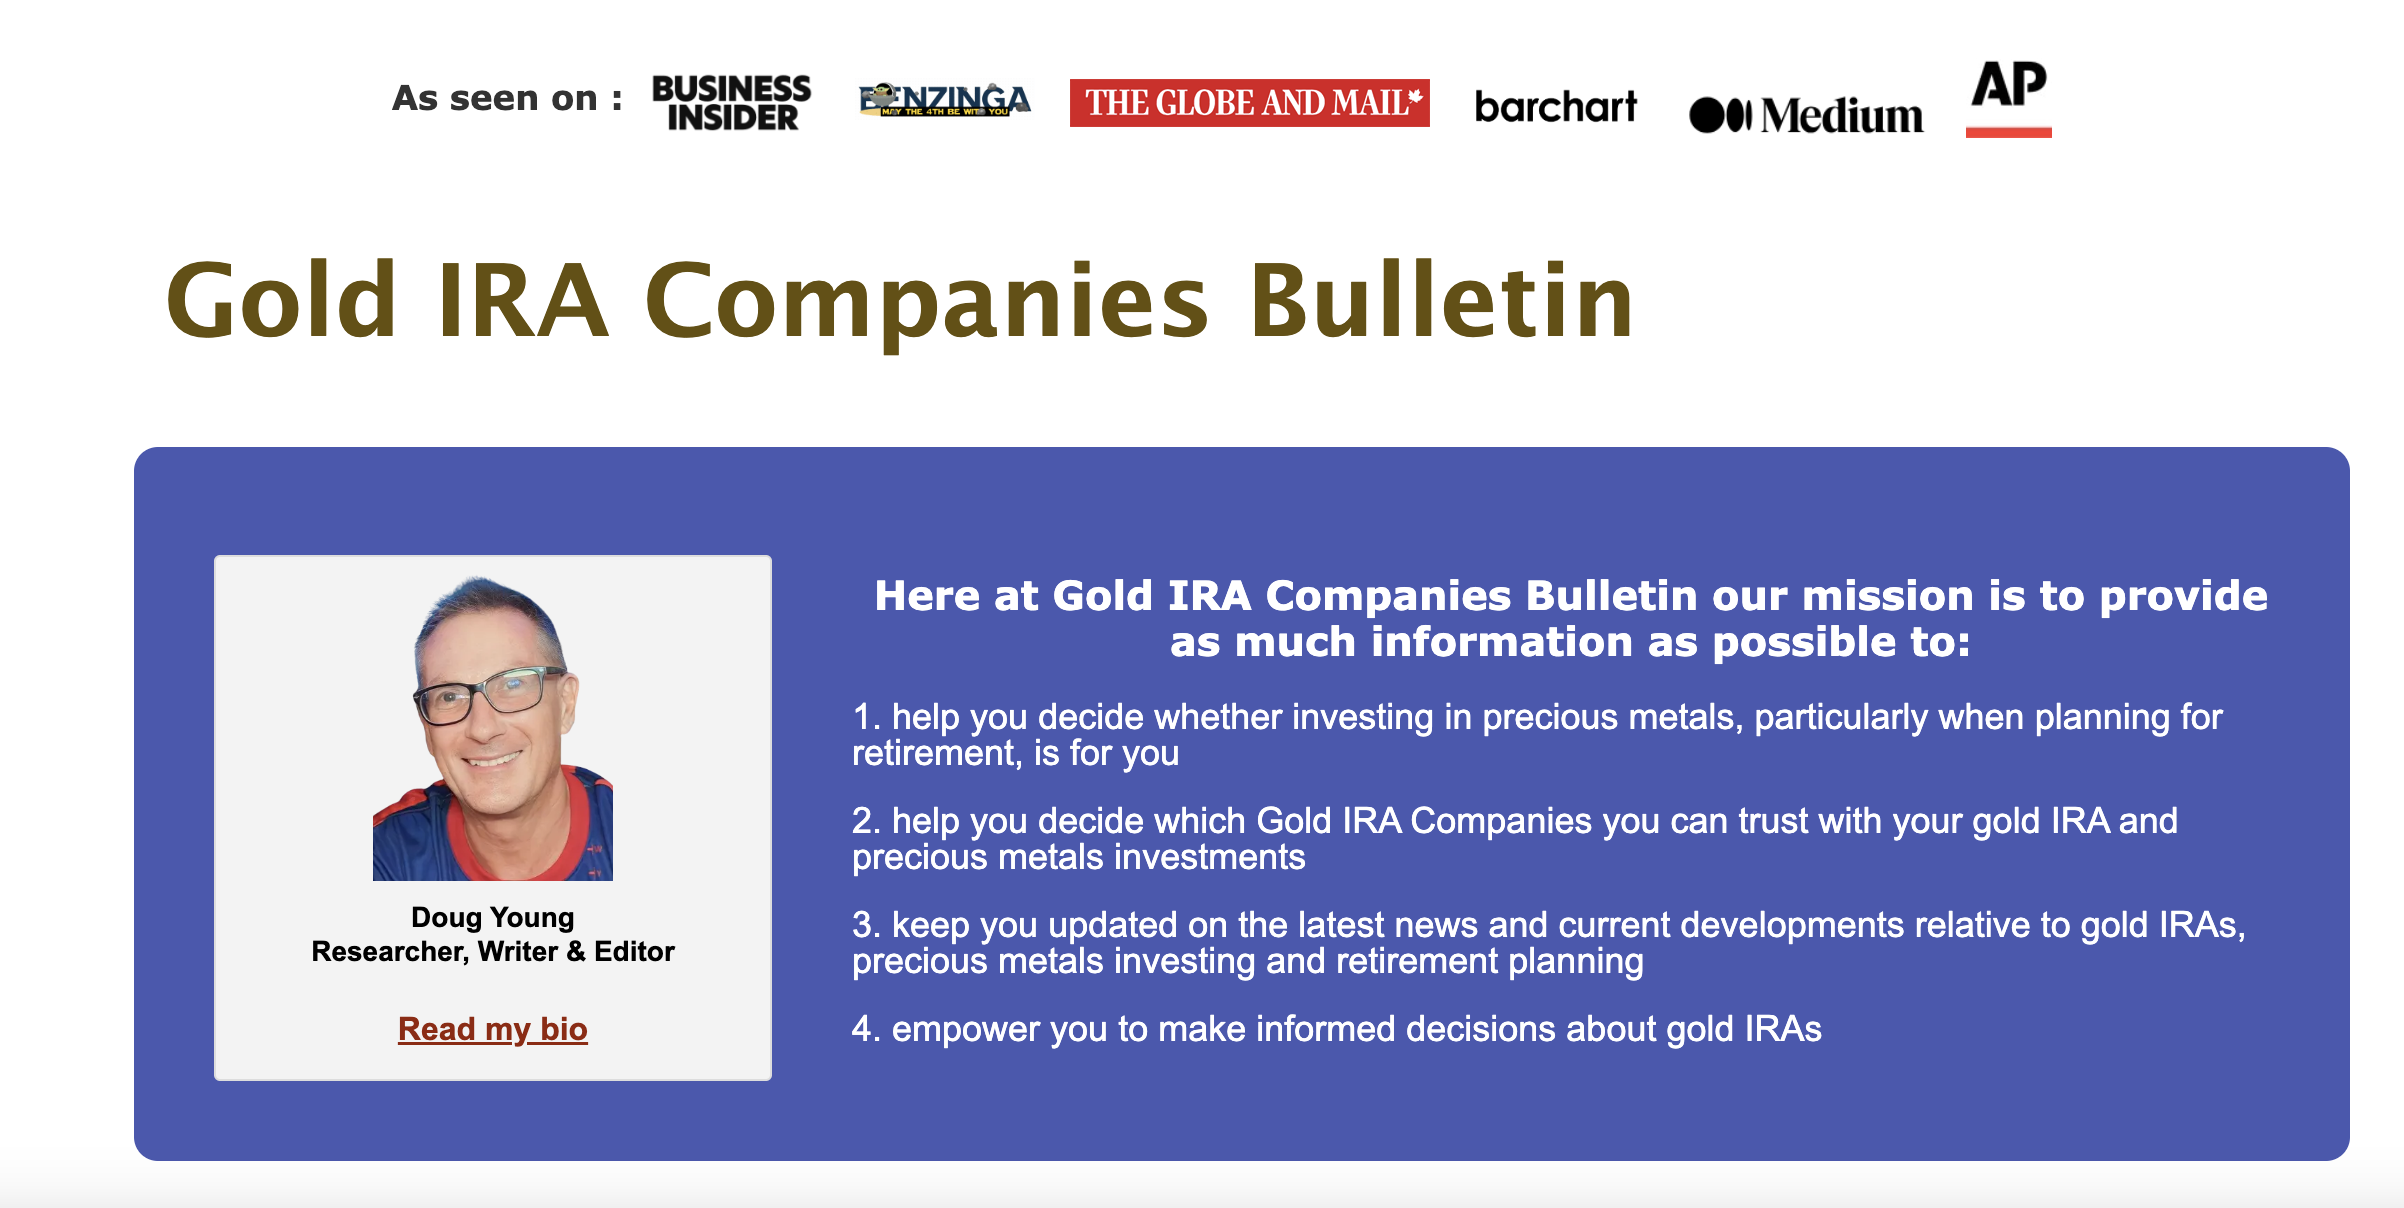 As seen on :
BUSINESS
INSIDER
BENZINGA
MAY THE 4TH BE WITH YOU
THE GLOBE AND MAIL
barchart
Medium
AP
Gold IRA Companies Bulletin
Doug Young
Researcher, Writer & Editor
Read my bio
Here at Gold IRA Companies Bulletin our mission is to provide
as much information as possible to:
1. help you decide whether investing in precious metals, particularly when planning for
retirement, is for you
2. help you decide which Gold IRA Companies you can trust with your gold IRA and
precious metals investments
3. keep you updated on the latest news and current developments relative to gold IRAs,
precious metals investing and retirement planning
4. empower you to make informed decisions about gold IRAs